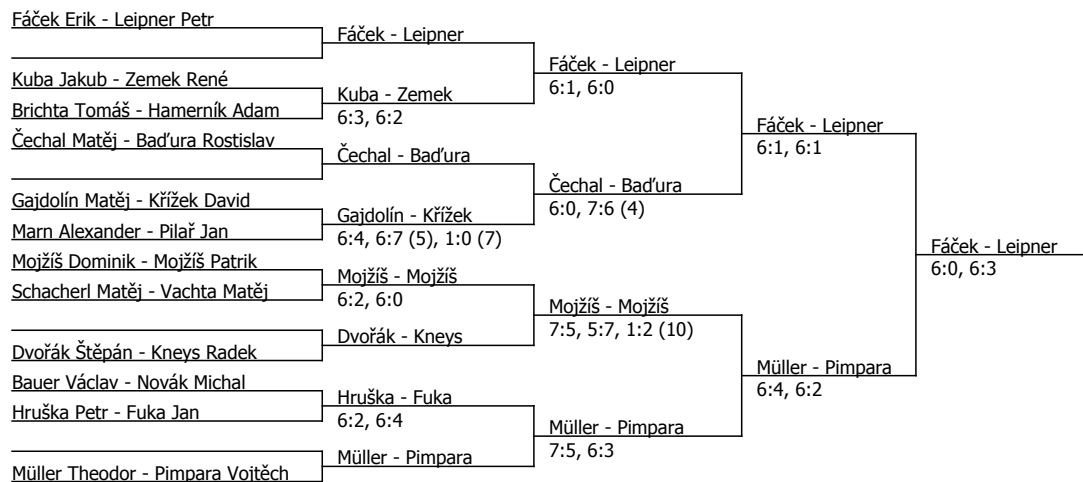 Fáček Erik - Leipner Petr
Kuba Jakub - Zemek René
Brichta Tomáš - Hamerník Adam
Čechal Matěj - Baďura Rostislav
Gajdolín Matěj - Křížek David
Marn Alexander - Pilař Jan
Mojžíš Dominik - Mojžíš Patrik
Schacherl Matěj - Vachta Matěj
Dvořák Štěpán - Kneys Radek
Bauer Václav - Novák Michal
Hruška Petr - Fuka Jan
Müller Theodor - Pimpara Vojtěch
Fáček - Leipner
Kuba - Zemek
6:3, 6:2
Čechal - Baďura
Gajdolín - Křížek
6:4, 6:7 (5), 1:0 (7)
Mojžíš - Mojžíš
6:2, 6:0
Dvořák - Kneys
Hruška - Fuka
6:2, 6:4
Müller - Pimpara
Fáček - Leipner
6:1, 6:0
Čechal - Baďura
6:0, 7:6 (4)
Mojžíš - Mojžíš
7:5, 5:7, 1:2 (10)
Müller - Pimpara
7:5, 6:3
Fáček - Leipner
6:1, 6:1
Müller - Pimpara
6:4, 6:2
Fáček - Leipner
6:0, 6:3